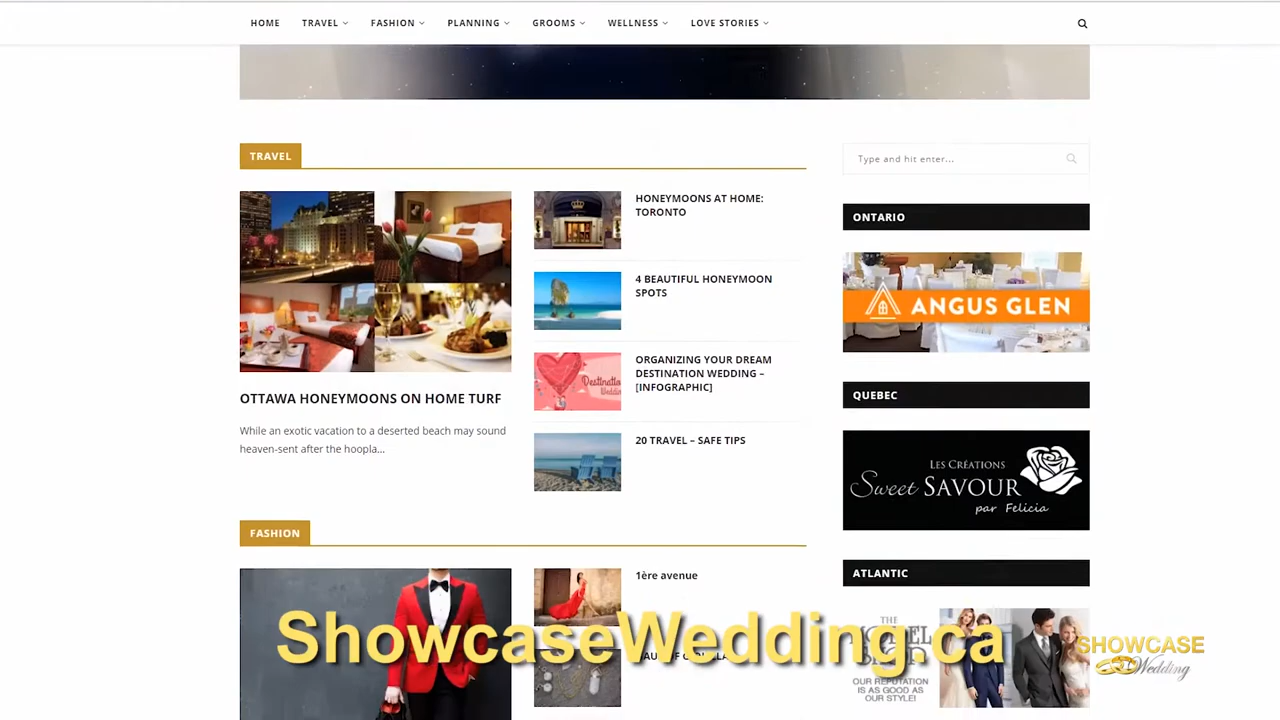 HOME TRAVEL FASHION PLANNING GROOMS WELLNESS LOVE STORIES
TRAVEL
OTTAWA HONEYMOONS ON HOME TURF
While an exotic vacation to a deserted beach may sound
heaven-sent after the hoopla...
HONEYMOONS AT HOME:
TORONTO
4 BEAUTIFUL HONEYMOON
SPOTS
ORGANIZING YOUR DREAM
DESTINATION WEDDING –
[INFOGRAPHIC]
20 TRAVEL – SAFE TIPS
Type and hit enter...
ONTARIO
ANGUS GLEN
QUEBEC
LES CRÉATIONS
Sweet SAVOUR
par Felicia
ATLANTIC
THE
OUR REPUTATION
IS AS GOOD AS
OUR STYLE!
FASHION
1ère avenue
ShowcaseWedding.ca
SHOWCASE
Wedding